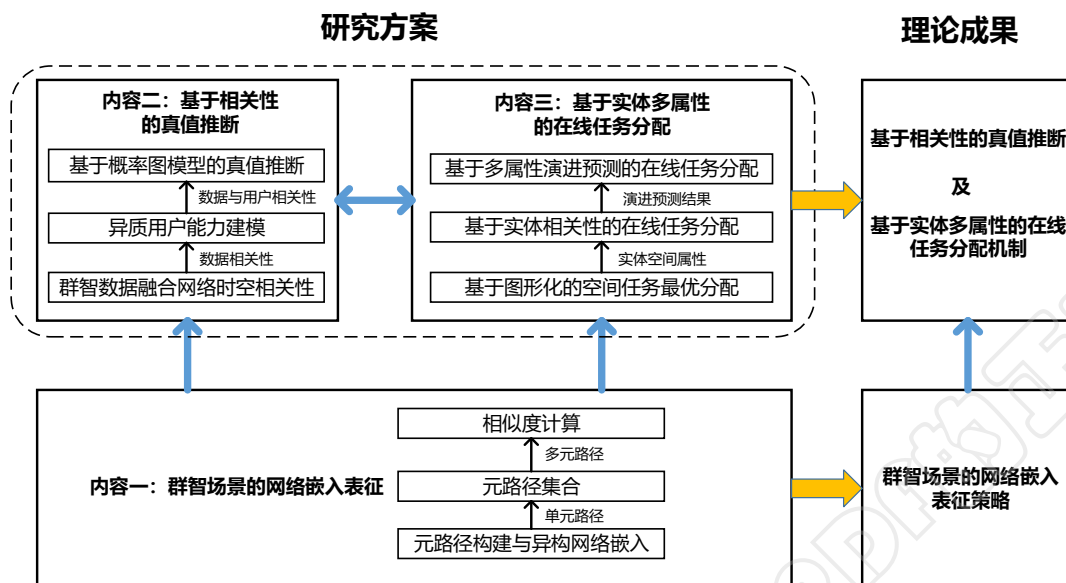 研究方案
理论成果
内容二：基于相关性
的真值推断
基于概率图模型的真值推断
数据与用户相关性
异质用户能力建模
数据相关性
群智数据融合网络时空相关性
内容三：基于实体多属性
的在线任务分配
基于多属性演进预测的在线任务分配
演进预测结果
基于实体相关性的在线任务分配
实体空间属性
基于图形化的空间任务最优分配
基于相关性的真值推断
及
基于实体多属性的在线
任务分配机制
内容一：群智场景的网络嵌入表征
相似度计算
多元路径
元路径集合
单元路径
元路径构建与异构网络嵌入
群智场景的网络嵌入
表征策略